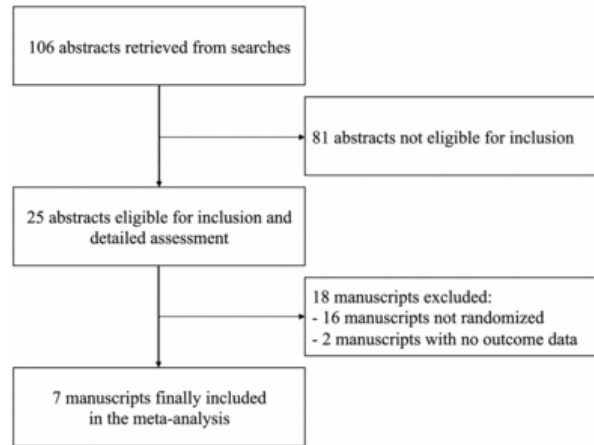 106 abstracts retrieved from searches
81 abstracts not eligible for inclusion
25 abstracts eligible for inclusion and
detailed assessment
18 manuscripts excluded:
- 16 manuscripts not randomized
- 2 manuscripts with no outcome data
7 manuscripts finally included
in the meta-analysis